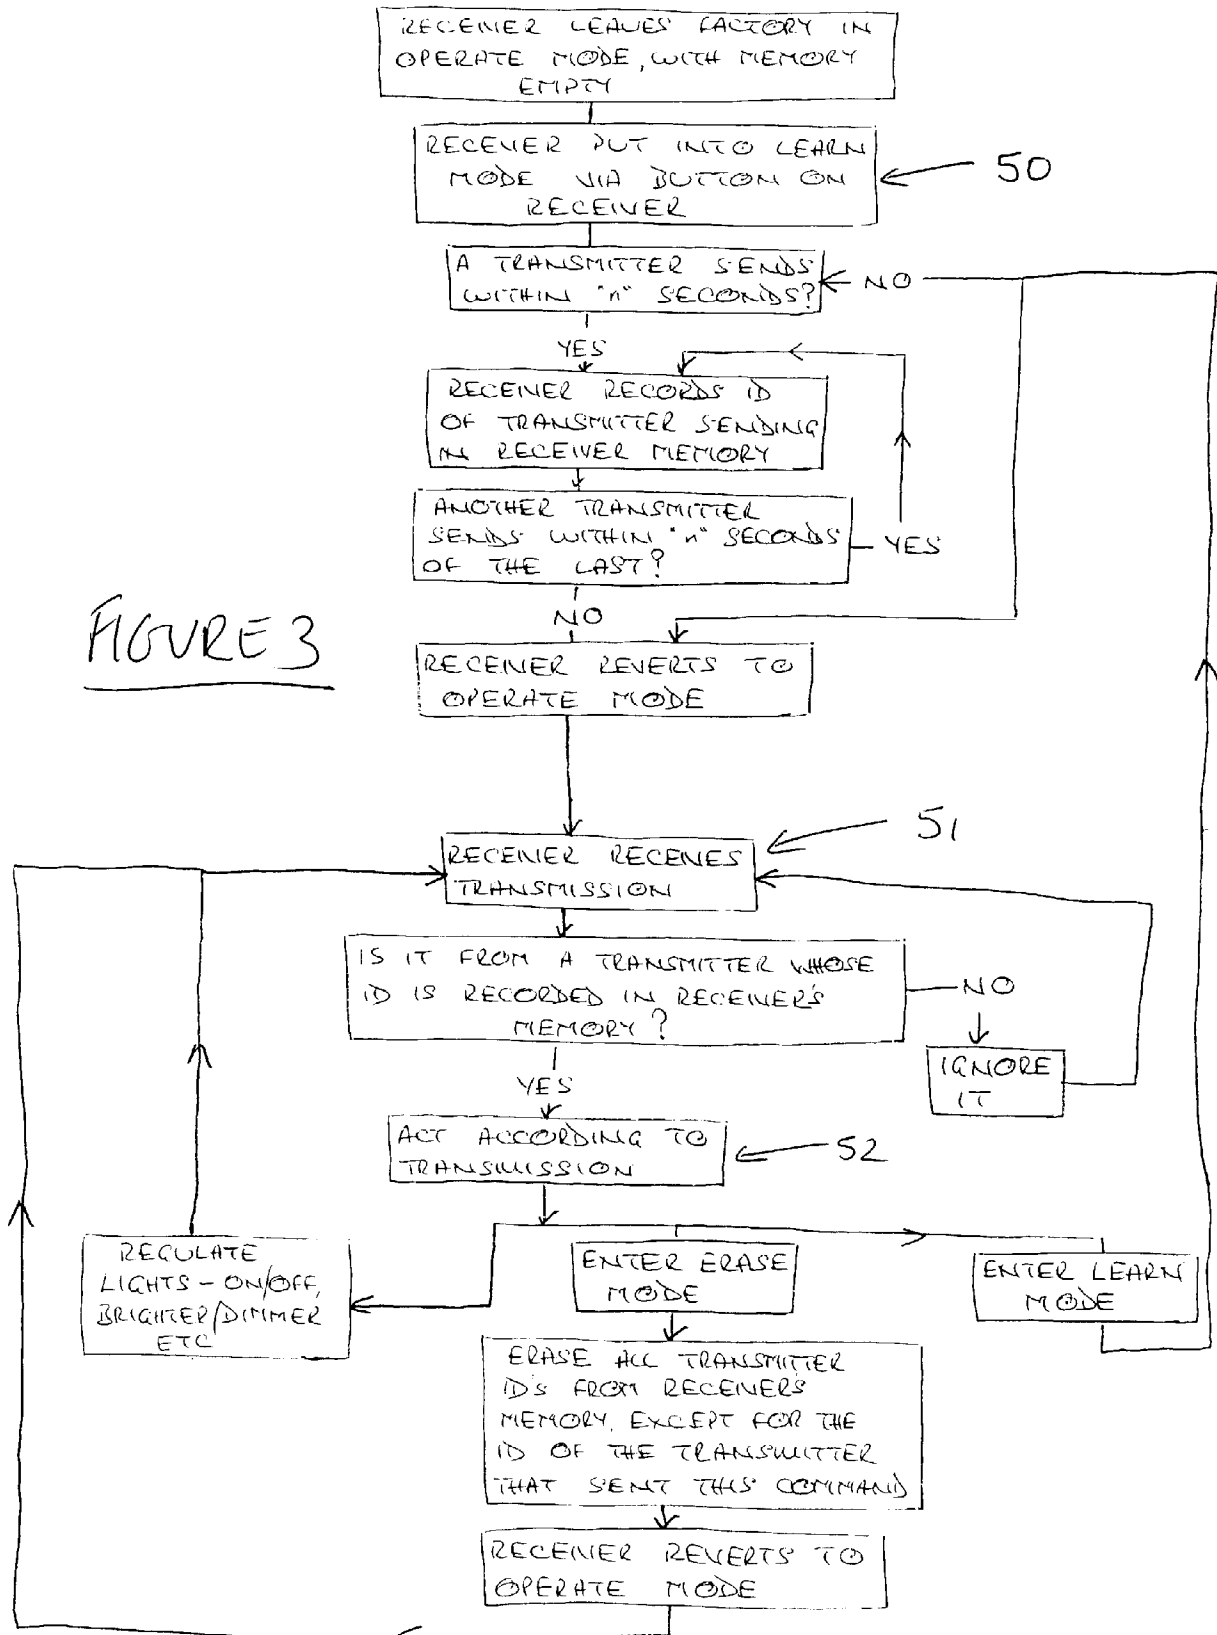 RECEIVER LEAVES FACTORY IN
OPERATE MODE, WITH MEMORY
EMPTY
RECEIVER PUT INTO LEARN
MODE VIA BUTTON ON
RECEIVER
50
A TRANSMITTER SENDS
WITHIN "n" SECONDS?
NO
YES
RECEIVER RECORDS ID
OF TRANSMITTER SENDING
IN RECEIVER MEMORY
ANOTHER TRANSMITTER
SENDS WITHIN "n" SECONDS
OF THE LAST?
YES
NO
FIGURE 3
RECEIVER REVERTS TO
OPERATE MODE
51
RECEIVER RECEIVES
TRANSMISSION
IS IT FROM A TRANSMITTER WHOSE
ID IS RECORDED IN RECEIVER'S
MEMORY?
NO
IGNORE
IT
YES
ACT ACCORDING TO
TRANSMISSION
52
REGULATE
LIGHTS - ON/OFF,
BRIGHTER/DIMMER
ETC
ENTER ERASE
MODE
ENTER LEARN
MODE
ERASE ALL TRANSMITTER
ID'S FROM RECEIVER'S
MEMORY, EXCEPT FOR THE
ID OF THE TRANSMITTER
THAT SENT THIS COMMAND
RECEIVER REVERTS TO
OPERATE MODE